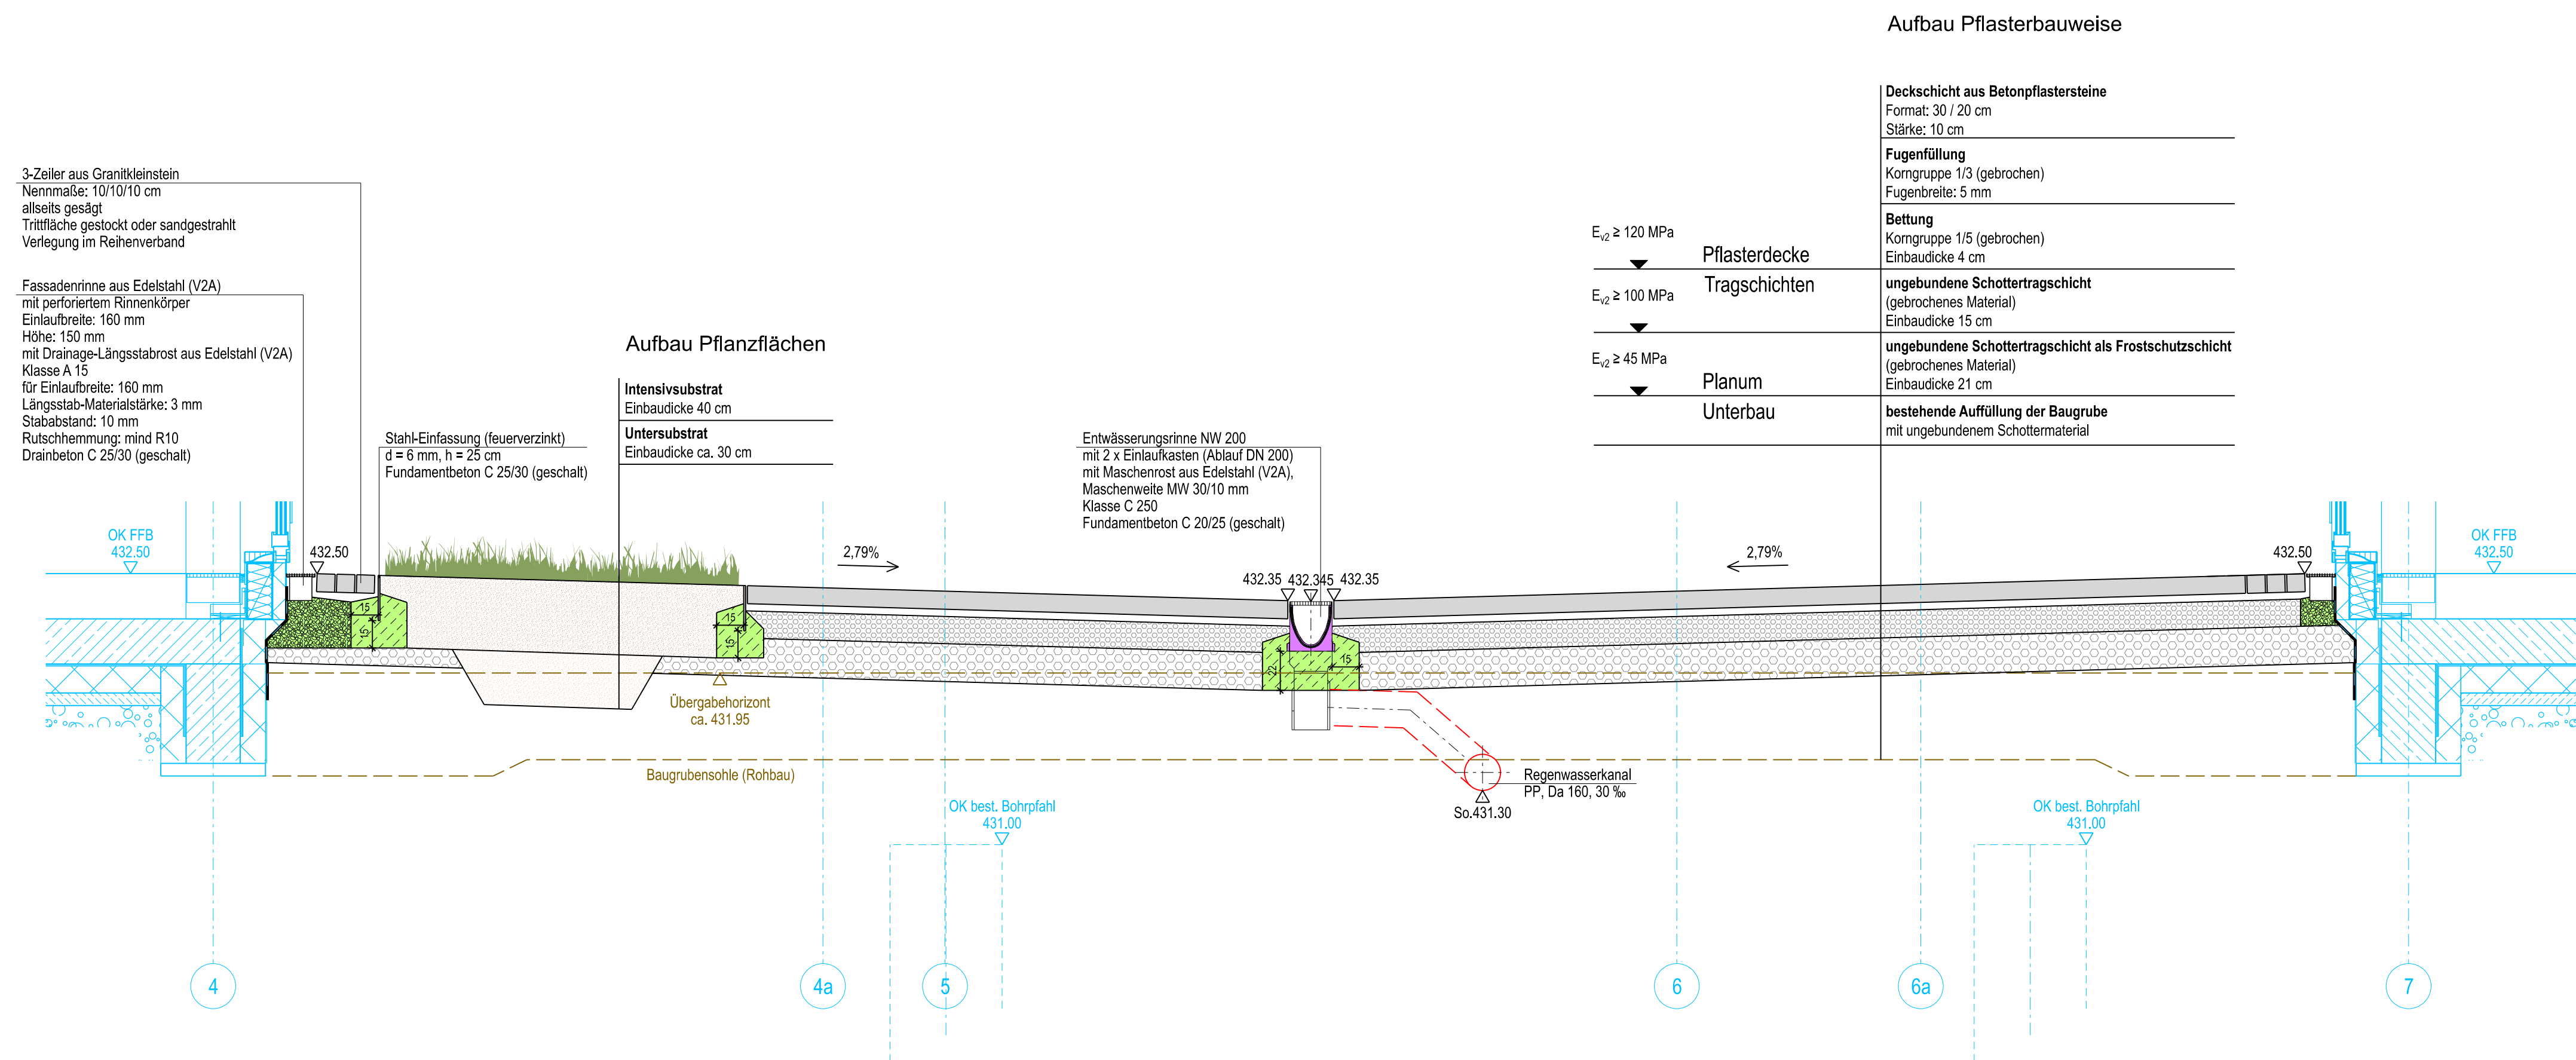 Aufbau Pflasterbauweise
Deckschicht aus Betonpflastersteine
Format: 30 / 20 cm
Stärke: 10 cm
Fugenfüllung
Korngruppe 1/3 (gebrochen)
Fugenbreite: 5 mm
Bettung
Korngruppe 1/5 (gebrochen)
Einbaudicke 4 cm
ungebundene Schottertragschicht
(gebrochenes Material)
Einbaudicke 15 cm
ungebundene Schottertragschicht als Frostschutzschicht
(gebrochenes Material)
Einbaudicke 21 cm
bestehende Auffüllung der Baugrube
mit ungebundenem Schottermaterial
Ev2 ≥ 120 MPa
Pflasterdecke
Tragschichten
Ev2 ≥ 100 MPa
Ev2 ≥ 45 MPa
Planum
Unterbau
3-Zeiler aus Granitkleinstein
Nennmaße: 10/10/10 cm
allseits gesägt
Trittfläche gestockt oder sandgestrahlt
Verlegung im Reihenverband
Fassadenrinne aus Edelstahl (V2A)
mit perforiertem Rinnenkörper
Einlaufbreite: 160 mm
Höhe: 150 mm
mit Drainage-Längsstabrost aus Edelstahl (V2A)
Klasse A 15
für Einlaufbreite: 160 mm
Längsstab-Materialstärke: 3 mm
Stababstand: 10 mm
Rutschhemmung: mind R10
Drainbeton C 25/30 (geschalt)
Stahl-Einfassung (feuerverzinkt)
d = 6 mm, h = 25 cm
Fundamentbeton C 25/30 (geschalt)
Aufbau Pflanzflächen
Intensivsubstrat
Einbaudicke 40 cm
Untersubstrat
Einbaudicke ca. 30 cm
Entwässerungsrinne NW 200
mit 2 x Einlaufkasten (Ablauf DN 200)
mit Maschenrost aus Edelstahl (V2A),
Maschenweite MW 30/10 mm
Klasse C 250
Fundamentbeton C 20/25 (geschalt)
OK FFB
432.50
432.50
2,79%
432.35 432.345 432.35
2,79%
432.50
OK FFB
432.50
15
15
15
15
22
15
Übergabehorizont
ca. 431.95
Baugrubensohle (Rohbau)
Regenwasserkanal
PP, Da 160, 30 ‰
So.431.30
OK best. Bohrpfahl
431.00
OK best. Bohrpfahl
431.00
4
4a
5
6
6a
7